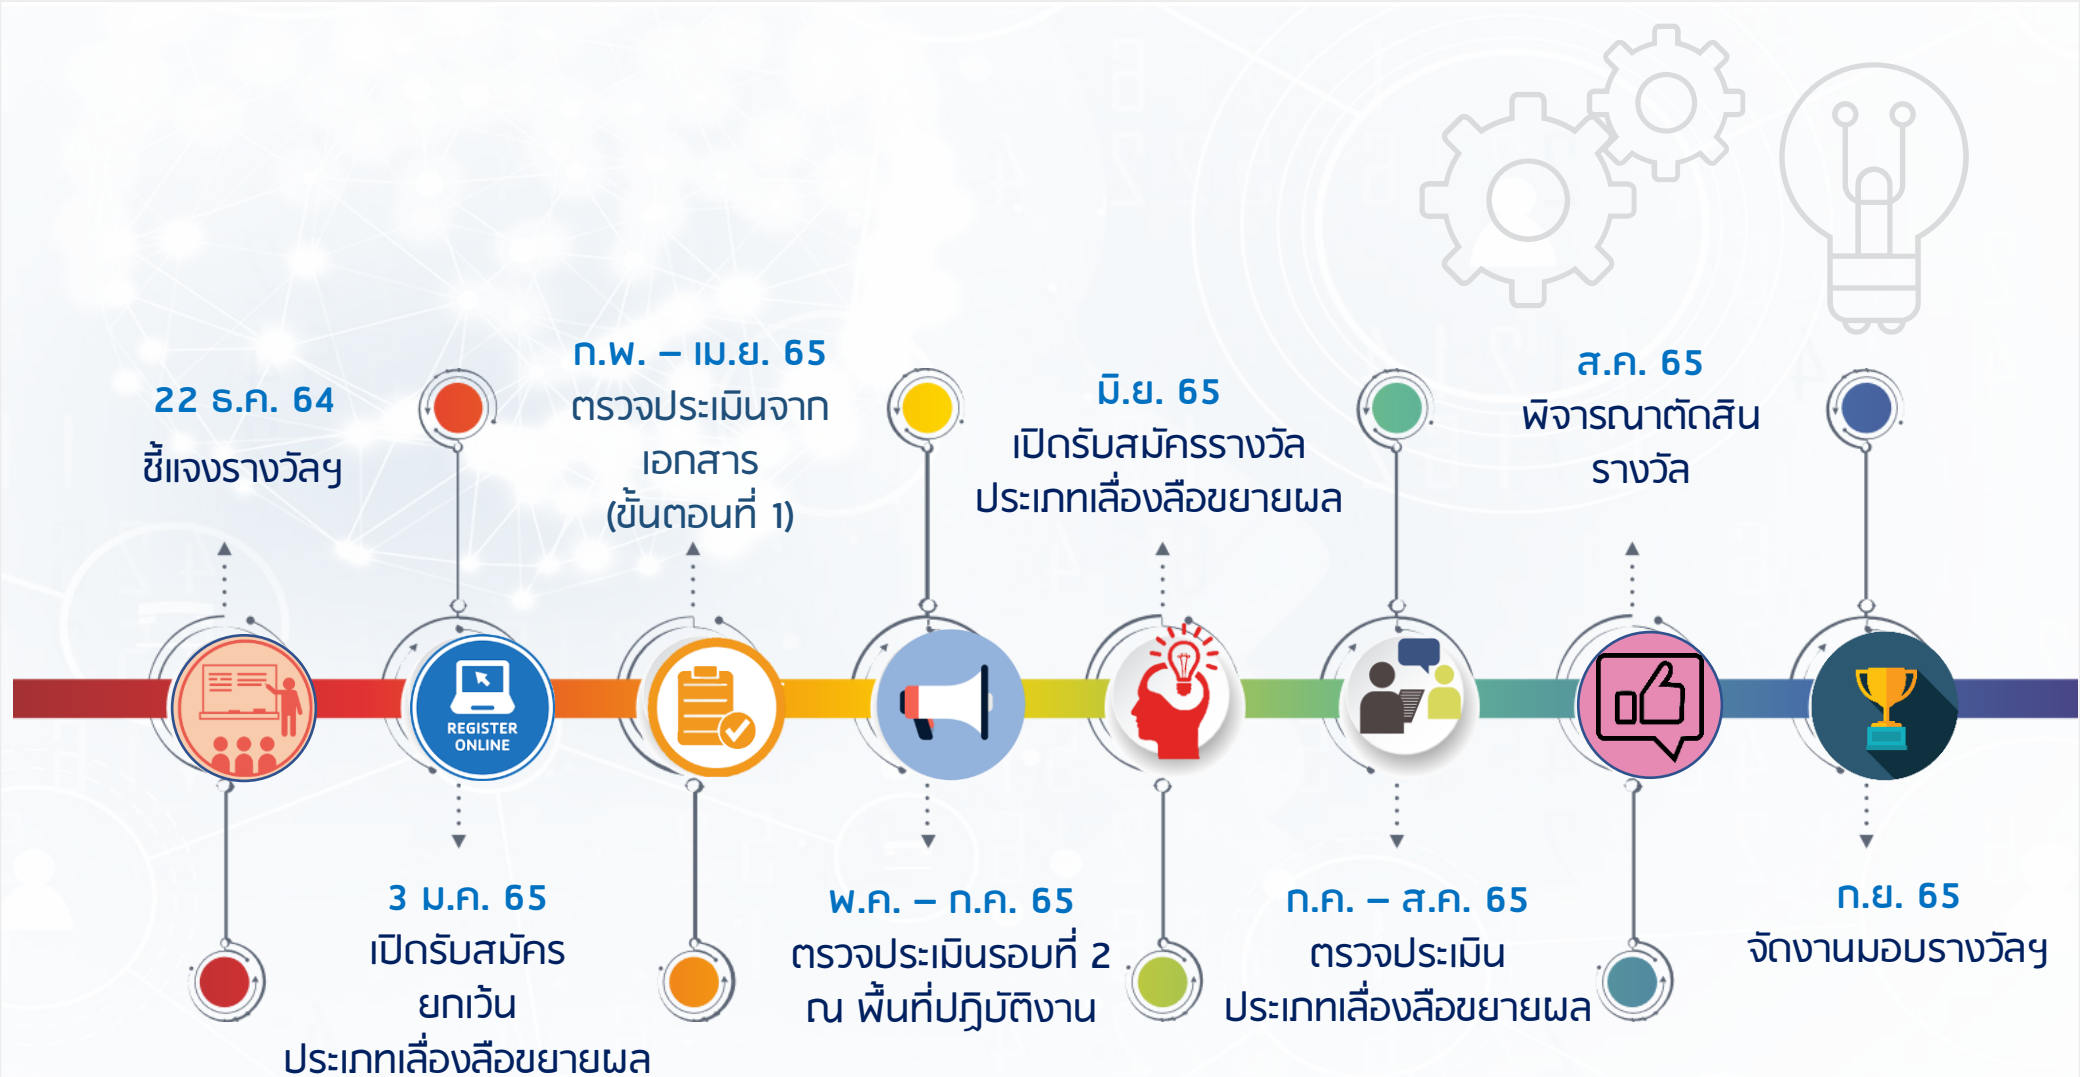 22 ธ.ค. 64
ชี้แจงรางวัลฯ
REGISTER
ONLINE
3 ม.ค. 65
เปิดรับสมัคร
ยกเว้น
ประเภทเลื่องลือขยายผล
ก.พ. – เม.ย. 65
ตรวจประเมินจาก
เอกสาร
(ขั้นตอนที่ 1)
พ.ค. – ก.ค. 65
ตรวจประเมินรอบที่ 2
ณ พื้นที่ปฏิบัติงาน
มิ.ย. 65
เปิดรับสมัครรางวัล
ประเภทเลื่องลือขยายผล
ก.ค. – ส.ค. 65
ตรวจประเมิน
ประเภทเลื่องลือขยายผล
ส.ค. 65
พิจารณาตัดสิน
รางวัล
ก.ย. 65
จัดงานมอบรางวัลฯ